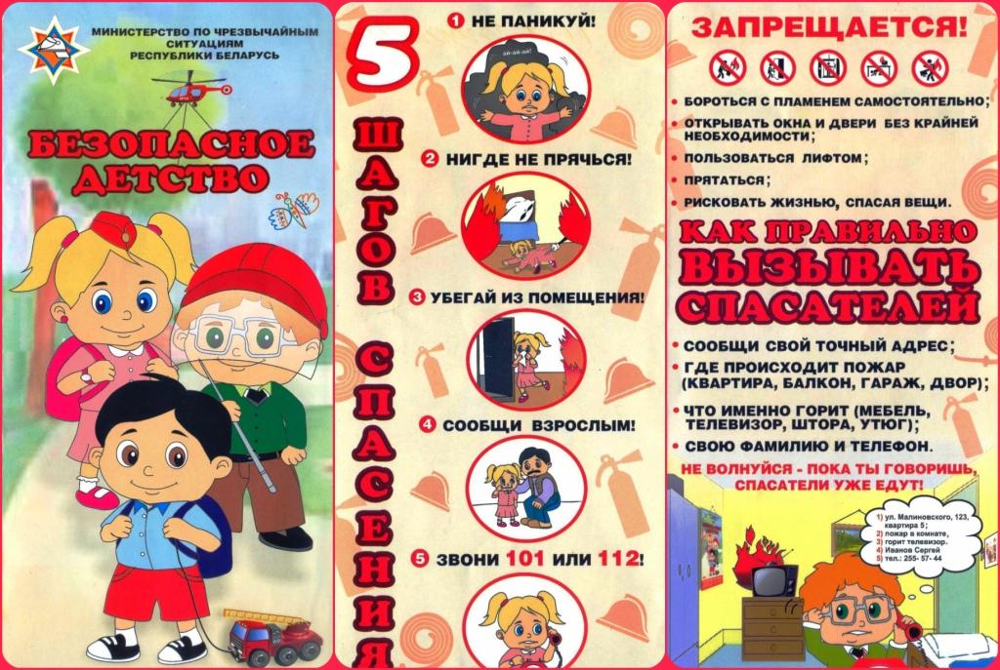 МИНИСТЕРСТВО ПО ЧРЕЗВЫЧАЙНЫМ
СИТУАЦИЯМ
РЕСПУБЛИКИ БЕЛАРУСЬ
БЕЗОПАСНОЕ
ДЕТСТВО
5
ШАГОВ СПАСЕНИЯ
1 НЕ ПАНИКУЙ!
ай-ай-ай!
2 НИГДЕ НЕ ПРЯЧЬСЯ!
3 УБЕГАЙ ИЗ ПОМЕЩЕНИЯ!
4 СООБЩИ ВЗРОСЛЫМ!
5 ЗВОНИ 101 ИЛИ 112!
ЗАПРЕЩАЕТСЯ!
• БОРОТЬСЯ С ПЛАМЕНЕМ САМОСТОЯТЕЛЬНО;
• ОТКРЫВАТЬ ОКНА И ДВЕРИ БЕЗ КРАЙНЕЙ
НЕОБХОДИМОСТИ;
• ПОЛЬЗОВАТЬСЯ ЛИФТОМ;
• ПРЯТАТЬСЯ;
• РИСКОВАТЬ ЖИЗНЬЮ, СПАСАЯ ВЕЩИ.
КАК ПРАВИЛЬНО
ВЫЗЫВАТЬ
СПАСАТЕЛЕЙ
• СООБЩИ СВОЙ ТОЧНЫЙ АДРЕС;
• ГДЕ ПРОИСХОДИТ ПОЖАР
(КВАРТИРА, БАЛКОН, ГАРАЖ, ДВОР);
• ЧТО ИМЕННО ГОРИТ (МЕБЕЛЬ,
ТЕЛЕВИЗОР, ШТОРА, УТЮГ);
• СВОЮ ФАМИЛИЮ И ТЕЛЕФОН.
НЕ ВОЛНУЙСЯ - ПОКА ТЫ ГОВОРИШЬ,
СПАСАТЕЛИ УЖЕ ЕДУТ!
1) ул. Малиновского, 123,
квартира 5;
2) пожар в комнате,
3) горит телевизор.
4) Иванов Сергей
5) тел.: 255- 57- 44